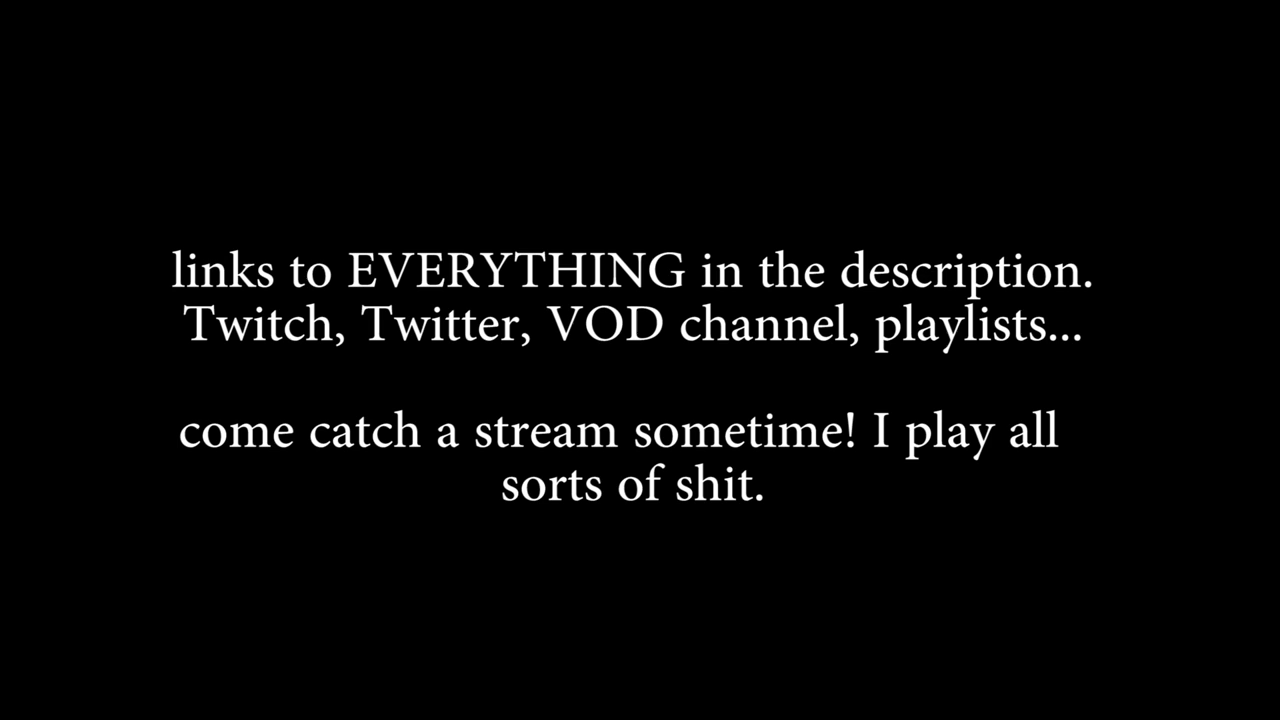 links to EVERYTHING in the description.
Twitch, Twitter, VOD channel, playlists...
come catch a stream sometime! I play all
sorts of shit.